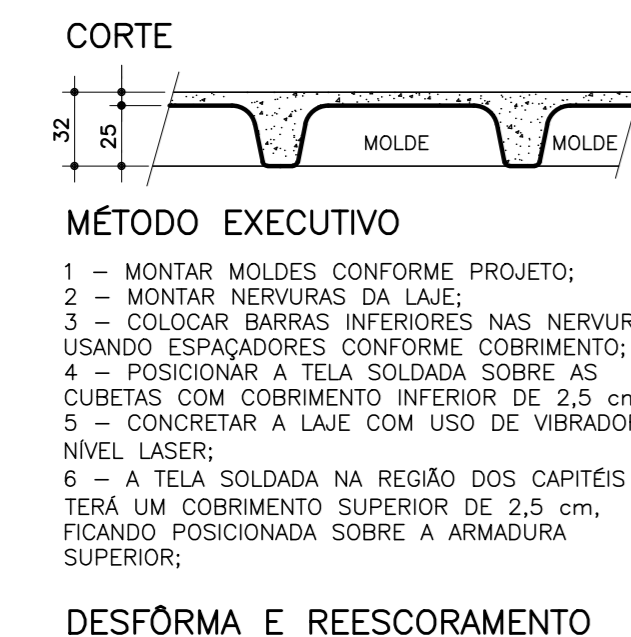 CORTE
32
25
MOLDE
MOLDE
MÉTODO EXECUTIVO
1 – MONTAR MOLDES CONFORME PROJETO;
2 – MONTAR NERVURAS DA LAJE;
3 – COLOCAR BARRAS INFERIORES NAS NERVUR
USANDO ESPAÇADORES CONFORME COBRIMENTO;
4 – POSICIONAR A TELA SOLDADA SOBRE AS
CUBETAS COM COBRIMENTO INFERIOR DE 2,5 cm
5 – CONCRETAR A LAJE COM USO DE VIBRADOR
NÍVEL LASER;
6 – A TELA SOLDADA NA REGIÃO DOS CAPITÉIS
TERÁ UM COBRIMENTO SUPERIOR DE 2,5 cm,
FICANDO POSICIONADA SOBRE A ARMADURA
SUPERIOR;
DESFÔRMA E REESCORAMENTO